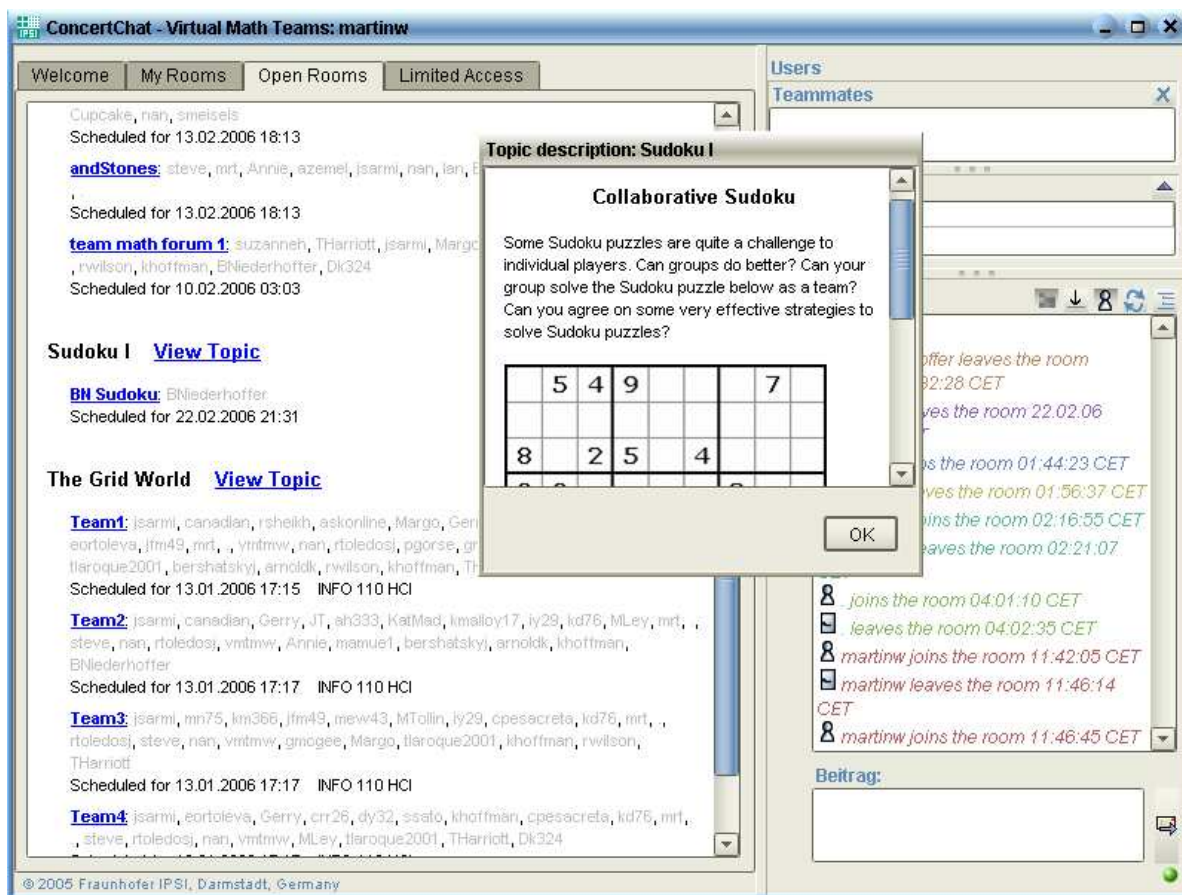 ConcertChat - Virtual Math Teams: martinw
Welcome
My Rooms
Open Rooms
Limited Access
Cupcake, nan, smeisels
Scheduled for 13.02.2006 18:13
andStones: steve, mrt, Annie, azemel, jsarmi, nan, Ian,
,
Scheduled for 13.02.2006 18:13
team math forum 1: suzanneh, THarriott, jsarmi, Margo
, rwilson, khoffman, BNiederhoffer, Dk324
Scheduled for 10.02.2006 03:03
Sudoku I View Topic
BN Sudoku: BNiederhoffer
Scheduled for 22.02.2006 21:31
The Grid World View Topic
Team1: jsarmi, canadian, rsheikh, askonline, Margo,
eortoleva, jfm49, mrt, ., vmtmw, nan, rtoledosj, pgorse,
tlaroque2001, bershatskyj, arnoldk, rwilson, khoffman,
Scheduled for 13.01.2006 17:15 INFO 110 HCI
Team2: jsarmi, canadian, Gerry, JT, ah333, KatMad, kmalloy17, iy29, kd76, MLey, mrt, ,
steve, nan, rtoledosj, vmtmw, Annie, mamue1, bershatskyj, arnoldk, khoffman,
BNiederhoffer
Scheduled for 13.01.2006 17:17 INFO 110 HCI
Team3: jsarmi, mn75, km366, jfm49, mew43, MTollin, iy29, cpesacreta, kd76, mrt, .,
rtoledosj, steve, nan, vmtmw, gmogee, Margo, tlaroque2001, khoffman, rwilson,
THarriott
Scheduled for 13.01.2006 17:17 INFO 110 HCI
Team4: jsarmi, eortoleva, Gerry, crr26, dy32, ssato, khoffman, cpesacreta, kd76, mrt,
., steve, rtoledosj, nan, vmtmw, MLey, tlaroque2001, THarriott, Dk324
© 2005 Fraunhofer IPSI, Darmstadt, Germany
Topic description: Sudoku I
Collaborative Sudoku
Some Sudoku puzzles are quite a challenge to
individual players. Can groups do better? Can your
group solve the Sudoku puzzle below as a team?
Can you agree on some very effective strategies to
solve Sudoku puzzles?
5 4 9 7
8 2 5 4
OK
Users
Teammates
leaves the room
CET
the room 22.02.06
the room 01:44:23 CET
the room 01:56:37 CET
the room 02:16:55 CET
the room 02:21:07
. joins the room 04:01:10 CET
. leaves the room 04:02:35 CET
martinw joins the room 11:42:05 CET
martinw leaves the room 11:46:14
CET
martinw joins the room 11:46:45 CET
Beitrag: